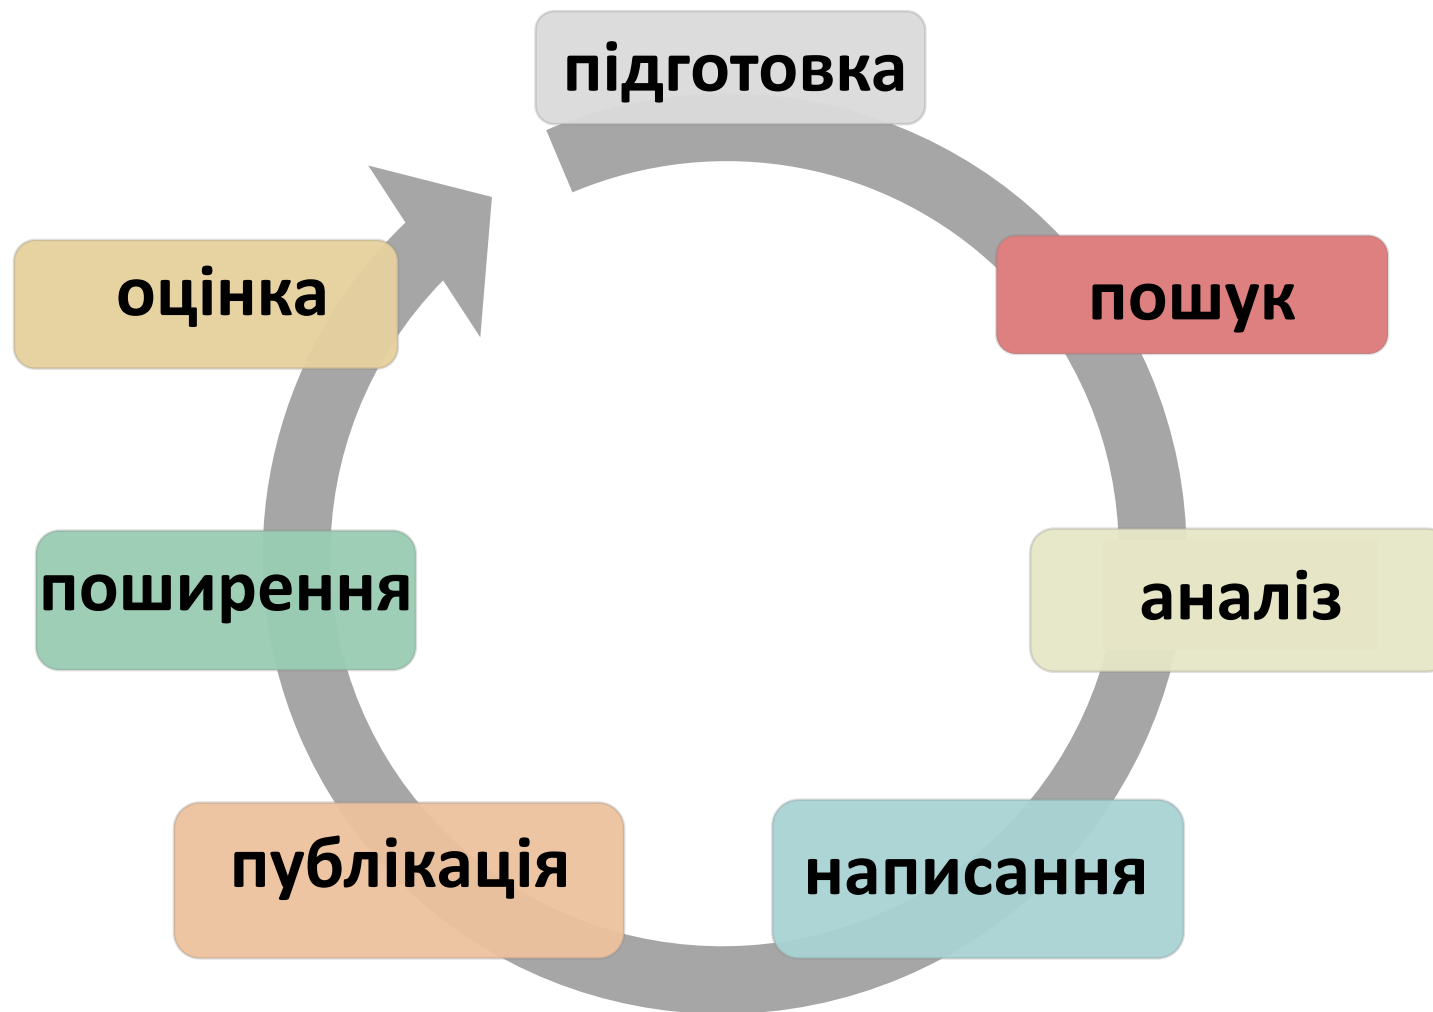 підготовка
пошук
аналіз
написання
публікація
поширення
оцінка